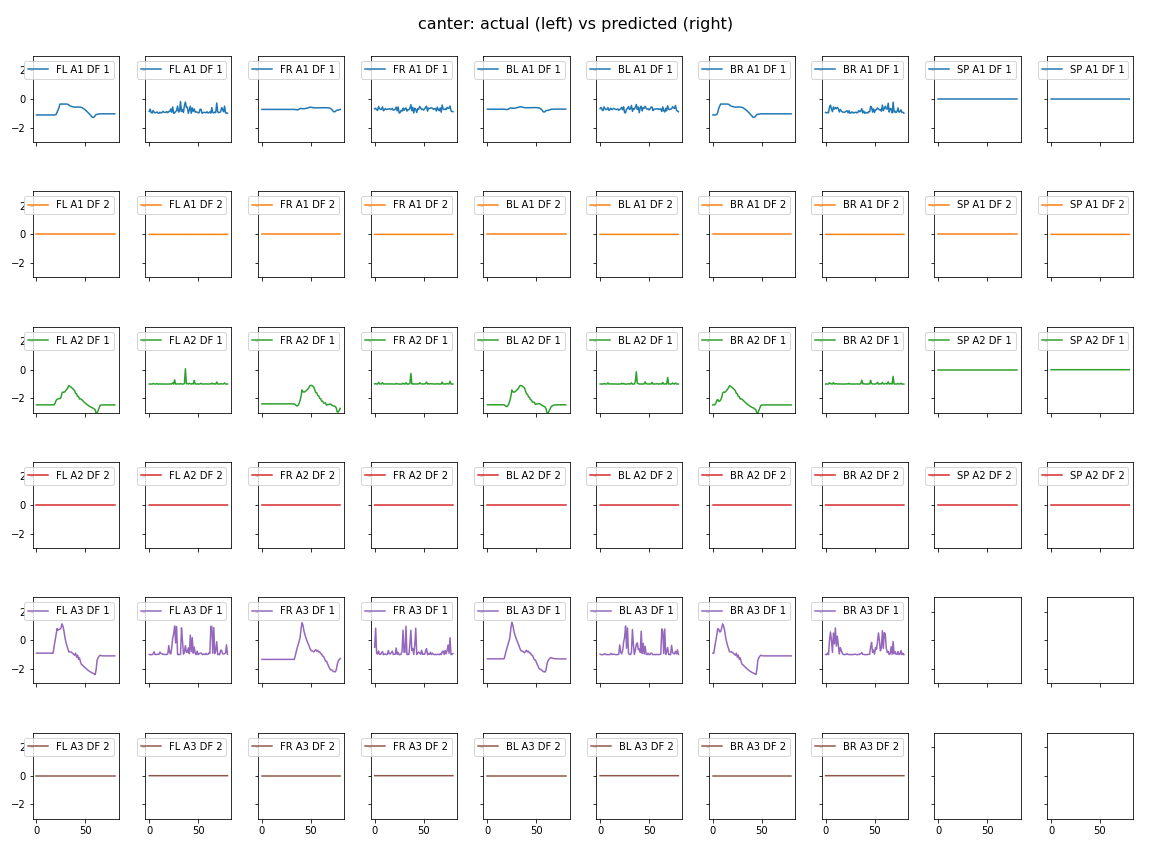 canter: actual (left) vs predicted (right)
FL A1 DF 1 FL A1 DF 1 FR A1 DF 1 FR A1 DF 1 BL A1 DF 1 BL A1 DF 1 BR A1 DF 1 BR A1 DF 1 SP A1 DF 1 SP A1 DF 1
2
0
−2
FL A1 DF 2 FL A1 DF 2 FR A1 DF 2 FR A1 DF 2 BL A1 DF 2 BL A1 DF 2 BR A1 DF 2 BR A1 DF 2 SP A1 DF 2 SP A1 DF 2
2
0
−2
FL A2 DF 1 FL A2 DF 1 FR A2 DF 1 FR A2 DF 1 BL A2 DF 1 BL A2 DF 1 BR A2 DF 1 BR A2 DF 1 SP A2 DF 1 SP A2 DF 1
2
0
−2
FL A2 DF 2 FL A2 DF 2 FR A2 DF 2 FR A2 DF 2 BL A2 DF 2 BL A2 DF 2 BR A2 DF 2 BR A2 DF 2 SP A2 DF 2 SP A2 DF 2
2
0
−2
FL A3 DF 1 FL A3 DF 1 FR A3 DF 1 FR A3 DF 1 BL A3 DF 1 BL A3 DF 1 BR A3 DF 1 BR A3 DF 1
2
0
−2
FL A3 DF 2 FL A3 DF 2 FR A3 DF 2 FR A3 DF 2 BL A3 DF 2 BL A3 DF 2 BR A3 DF 2 BR A3 DF 2
2
0
−2
0 50 0 50 0 50 0 50 0 50 0 50 0 50 0 50 0 50 0 50